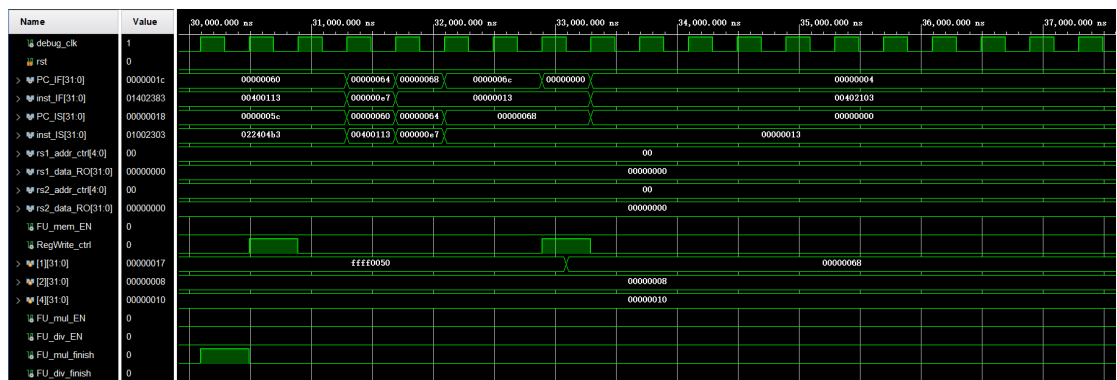 Name Value 30,000.000 ns 31,000.000 ns 32,000.000 ns 33,000.000 ns 34,000.000 ns 35,000.000 ns 36,000.000 ns 37,000.000 ns
debug_clk 1
rst 0
PC_IF[31:0] 0000001c 00000060 00000064 00000068 0000006c 00000000 00000004
inst_IF[31:0] 01402383 00400113 000000e7 00000013 00402103
PC_IS[31:0] 00000018 0000005c 00000060 00000064 00000068 00000000
inst_IS[31:0] 01002303 022404b3 00400113 000000e7 00000013
rs1_addr_ctrl[4:0] 00 00
rs1_data_RO[31:0] 00000000 00000000
rs2_addr_ctrl[4:0] 00 00
rs2_data_RO[31:0] 00000000 00000000
FU_mem_EN 0
RegWrite_ctrl 0
[1][31:0] 00000017 ffff0050 00000068
[2][31:0] 00000008 00000008
[4][31:0] 00000010 00000010
FU_mul_EN 0
FU_div_EN 0
FU_mul_finish 0
FU_div_finish 0